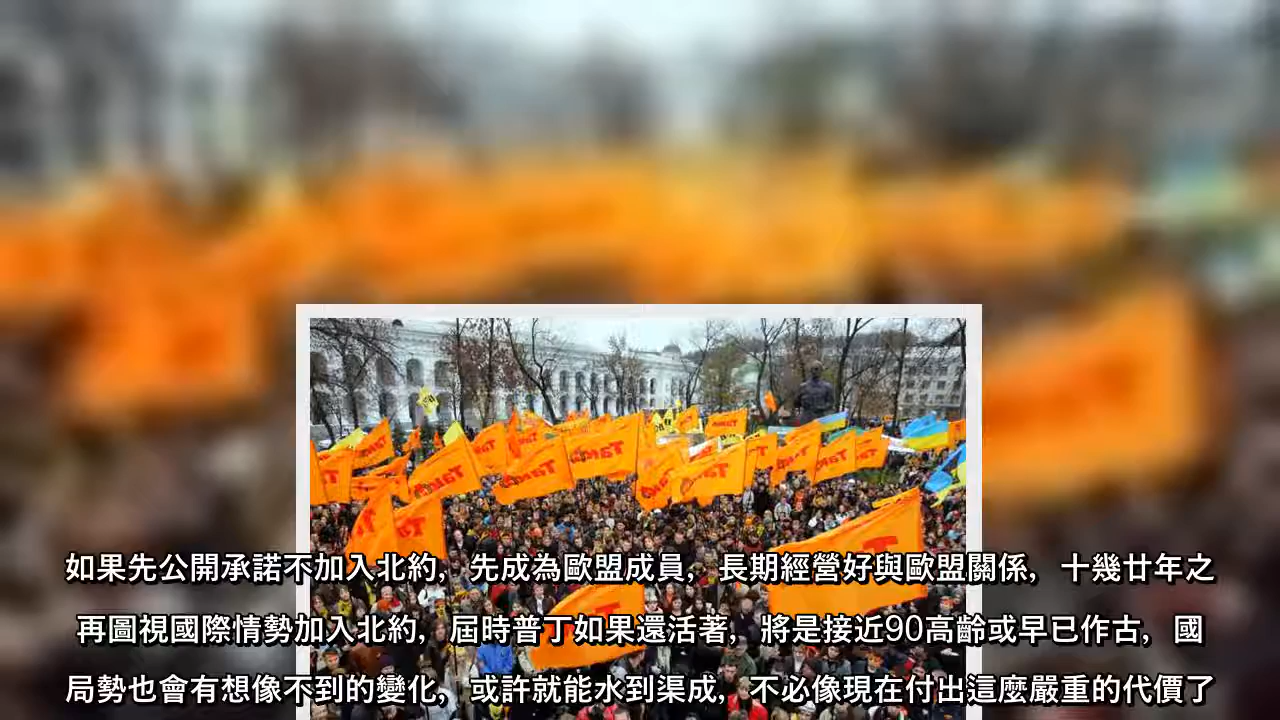 Так!
Так!
Так!
Так!
Так!
如果先公開承諾不加入北約，先成為歐盟成員，長期經營好與歐盟關係，十幾廿年之
再圖視國際情勢加入北約，屆時普丁如果還活著，將是接近90高齡或早已作古，國
局勢也會有想像不到的變化，或許就能水到渠成，不必像現在付出這麼嚴重的代價了